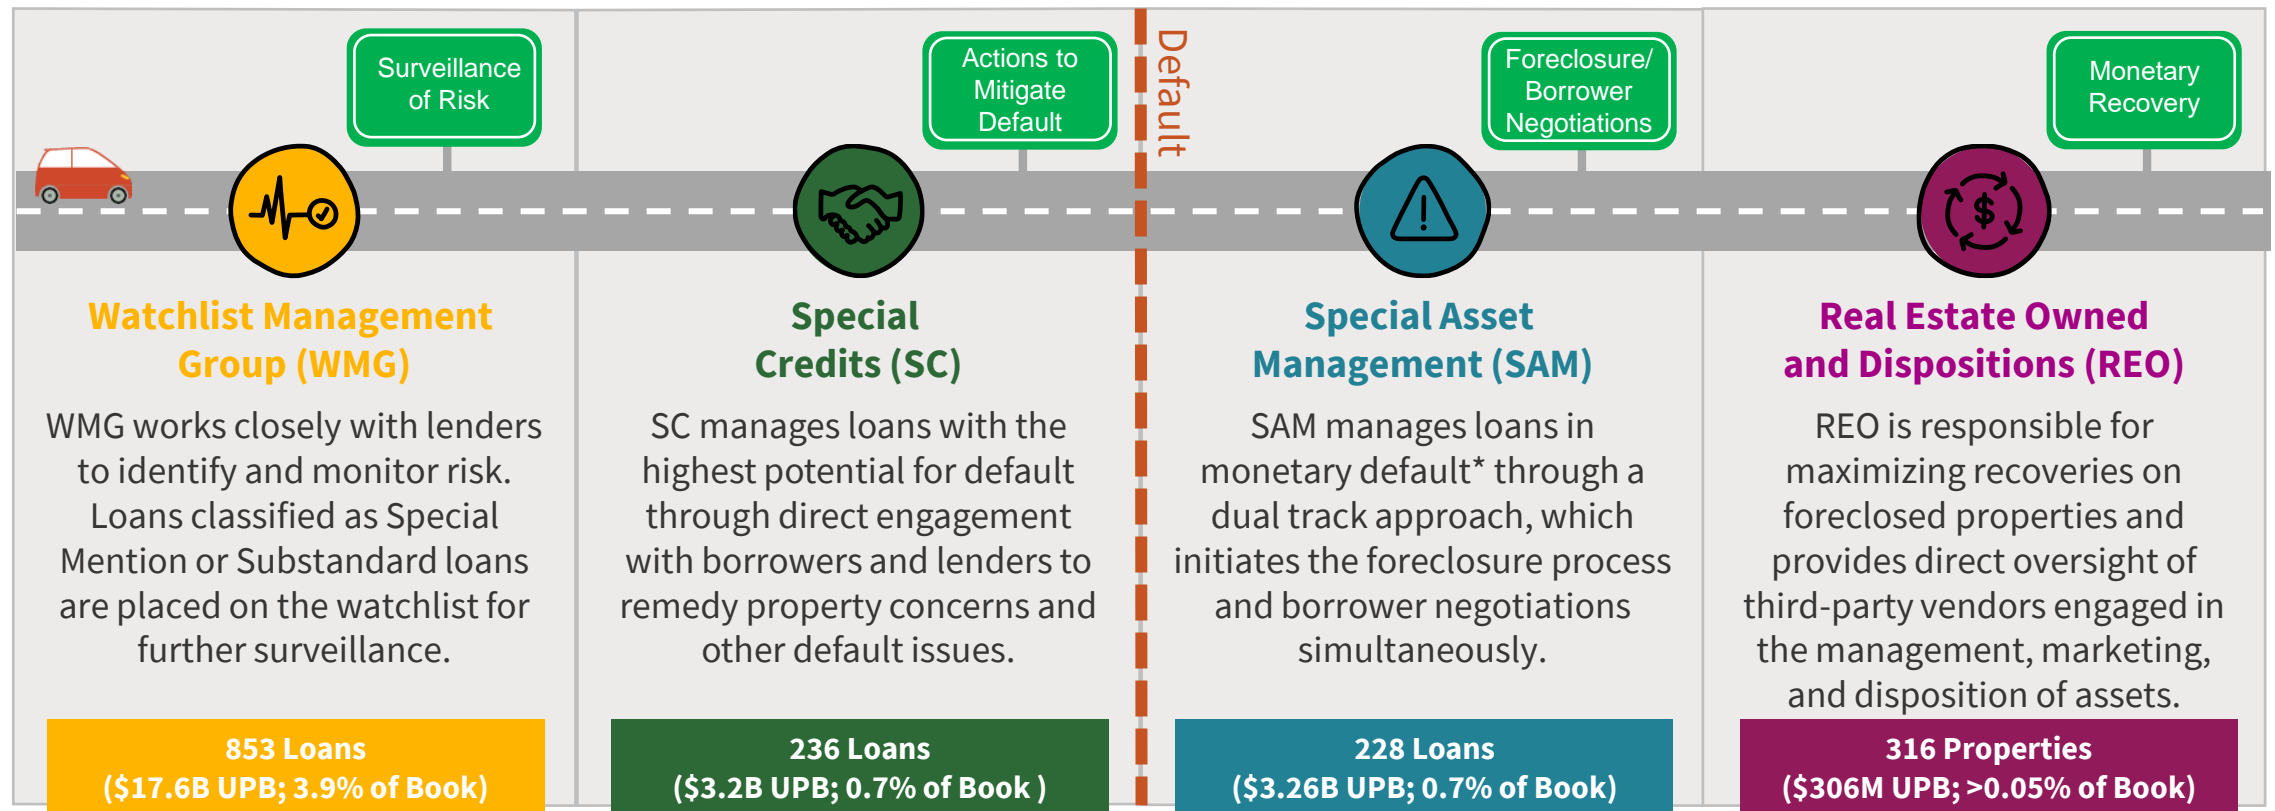 Surveillance
of Risk
Actions to
Mitigate
Default
Default
Foreclosure/
Borrower
Negotiations
Monetary
Recovery
$
Watchlist Management
Group (WMG)
WMG works closely with lenders
to identify and monitor risk.
Loans classified as Special
Mention or Substandard loans
are placed on the watchlist for
further surveillance.
853 Loans
($17.6B UPB; 3.9% of Book)
Special
Credits (SC)
SC manages loans with the
highest potential for default
through direct engagement
with borrowers and lenders to
remedy property concerns and
other default issues.
236 Loans
($3.2B UPB; 0.7% of Book )
Special Asset
Management (SAM)
SAM manages loans in
monetary default* through a
dual track approach, which
initiates the foreclosure process
and borrower negotiations
simultaneously.
228 Loans
($3.26B UPB; 0.7% of Book)
Real Estate Owned
and Dispositions (REO)
REO is responsible for
maximizing recoveries on
foreclosed properties and
provides direct oversight of
third-party vendors engaged in
the management, marketing,
and disposition of assets.
316 Properties
($306M UPB; >0.05% of Book)